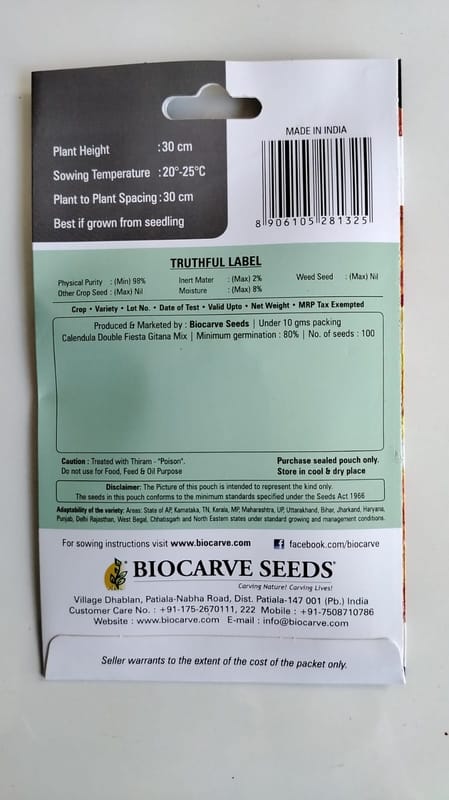 Plant Height : 30 cm
Sowing Temperature : 20°-25°C
Plant to Plant Spacing : 30 cm
Best if grown from seedling
MADE IN INDIA
8 906105 281325
TRUTHFUL LABEL
Physical Purity : (Min) 98% Inert Mater : (Max) 2% Weed Seed : (Max) Nil
Other Crop Seed : (Max) Nil Moisture : (Max) 8%
Crop • Variety • Lot No. • Date of Test • Valid Upto • Net Weight • MRP Tax Exempted
Produced & Marketed by : Biocarve Seeds | Under 10 gms packing
Calendula Double Fiesta Gitana Mix | Minimum germination : 80% | No. of seeds : 100
Caution : Treated with Thiram - "Poison". Purchase sealed pouch only.
Do not use for Food, Feed & Oil Purpose Store in cool & dry place
Disclaimer: The Picture of this pouch is intended to represent the kind only.
The seeds in this pouch conforms to the minimum standards specified under the Seeds Act 1966
Adaptability of the variety: Areas: State of AP, Karnataka, TN, Kerala, MP, Maharashtra, UP, Uttarakhand, Bihar, Jharkand, Haryana,
Punjab, Delhi Rajasthan, West Begal, Chhatisgarh and North Eastern states under standard growing and management conditions.
For sowing instructions visit www.biocarve.com facebook.com/biocarve
BIOCARVE SEEDS
Carving Nature! Carving Lives!
Village Dhablan, Patiala-Nabha Road, Dist. Patiala-147 001 (Pb.) India
Customer Care No. : +91-175-2670111, 222 Mobile : +91-7508710786
Website : www.biocarve.com E-mail : info@biocarve.com
Seller warrants to the extent of the cost of the packet only.